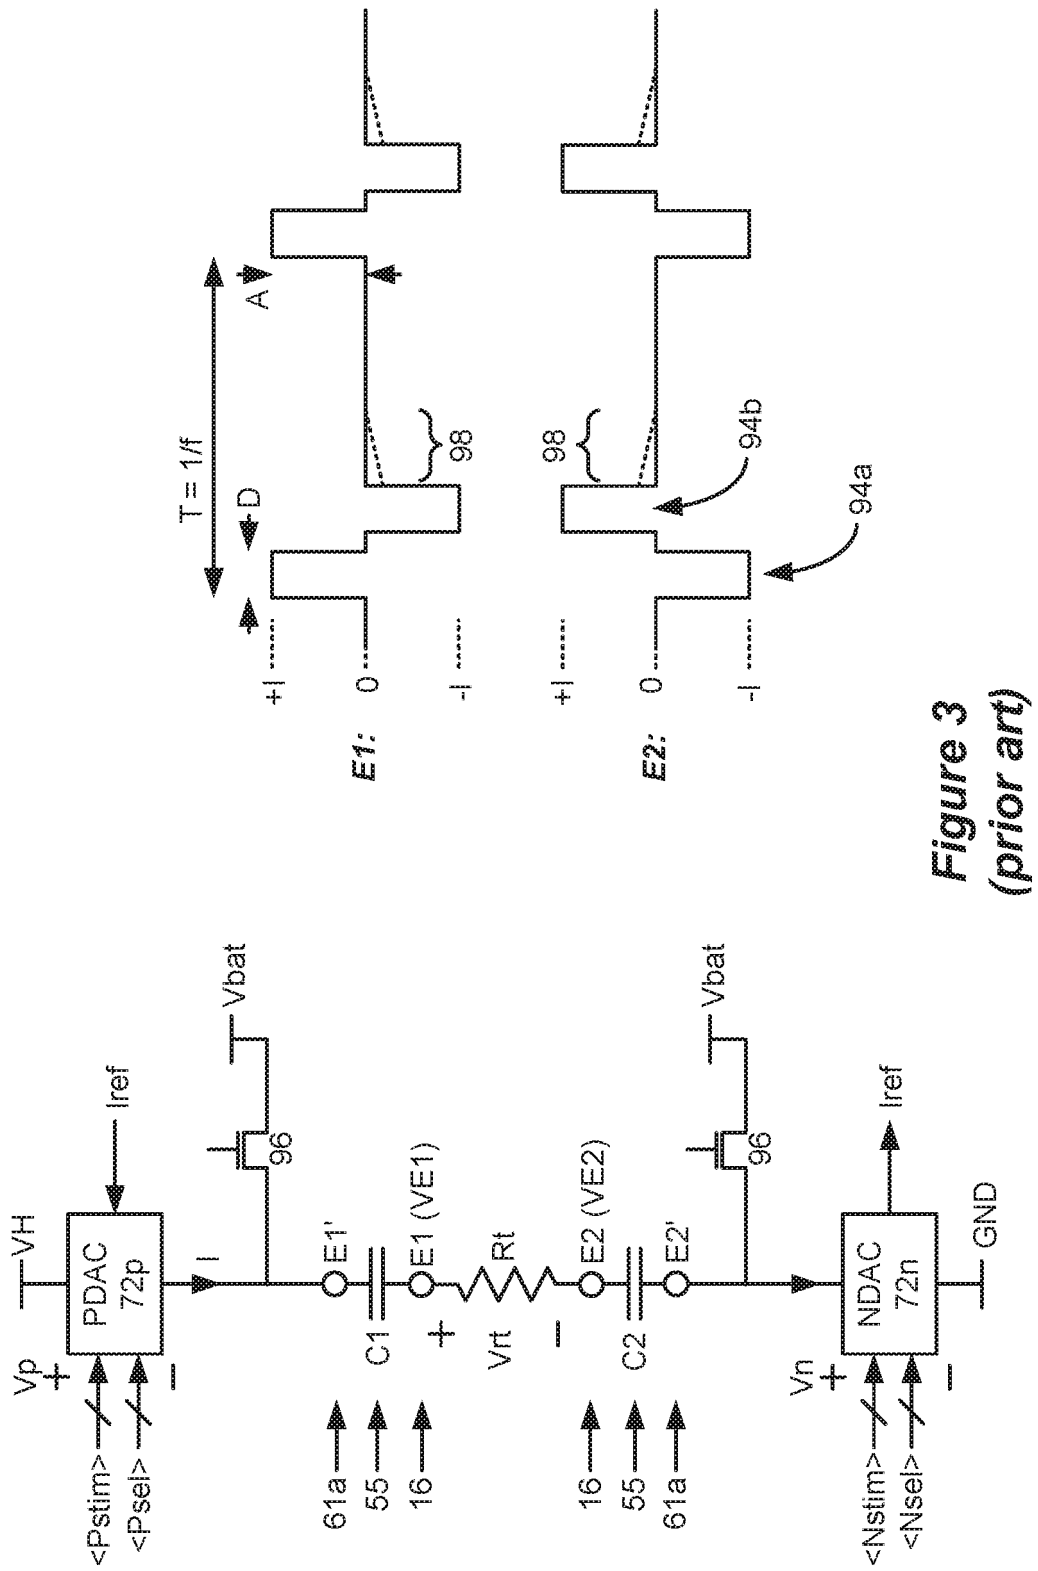 VH
Vp
+
PDAC
72p
Iref
<Pstim>
<Psel>
−
I
Vbat
96
61a
E1'
55
C1
16
E1 (VE1)
+
Vrt
Rt
−
16
E2 (VE2)
55
C2
61a
E2'
Vbat
96
Vn
+
NDAC
72n
Iref
<Nstim>
<Nsel>
−
GND
T = 1/f
D
A
+I
E1:
0
-I
98
+I
98
E2:
0
-I
94b
94a
Figure 3
(prior art)